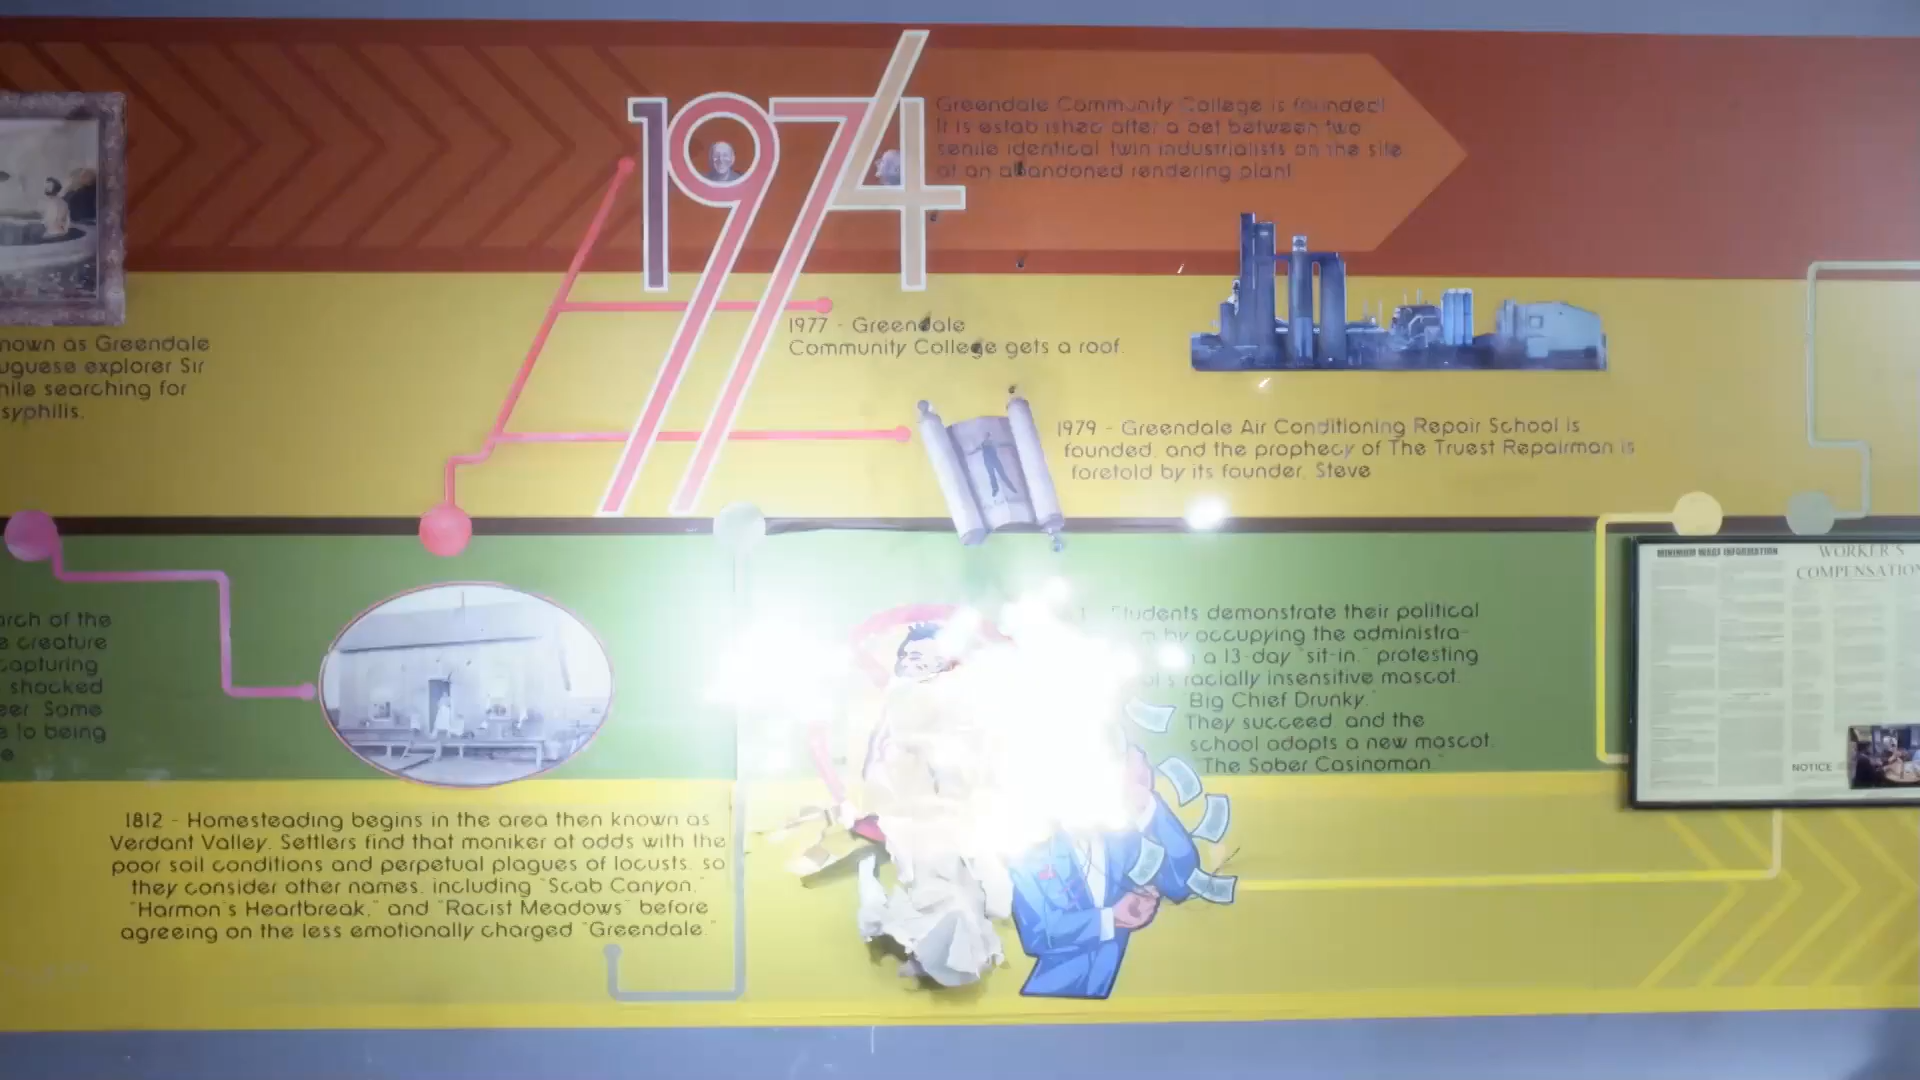 1974
Greendale Community College is founded!
It is established after a bet between two
senile identical twin industrialists on the site
of an abandoned rendering plant
nown as Greendale
uguese explorer Sir
hile searching for
syphilis.
1977 - Greendale
Community College gets a roof.
1979 - Greendale Air Conditioning Repair School is
founded, and the prophecy of The Truest Repairman is
foretold by its founder, Steve
arch of the
e creature
capturing
shocked
eer. Some
e to being
e
Students demonstrate their political
m by occupying the administra-
a 13-day "sit-in," protesting
ol's racially insensitive mascot,
"Big Chief Drunky."
They succeed, and the
school adopts a new mascot,
"The Sober Casinoman."
MINIMUM WAGE INFORMATION
WORKER'S
COMPENSATION
NOTICE
1812 - Homesteading begins in the area then known as
Verdant Valley. Settlers find that moniker at odds with the
poor soil conditions and perpetual plagues of locusts, so
they consider other names, including "Scab Canyon,"
"Harmon's Heartbreak," and "Racist Meadows" before
agreeing on the less emotionally charged "Greendale."